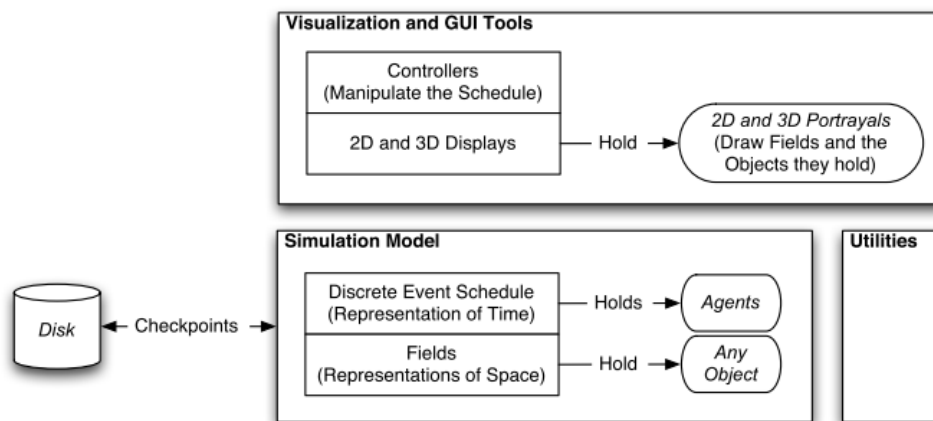 Visualization and GUI Tools
Controllers
(Manipulate the Schedule)
2D and 3D Displays
Hold
2D and 3D Portrayals
(Draw Fields and the
Objects they hold)
Simulation Model
Utilities
Disk
Checkpoints
Discrete Event Schedule
(Representation of Time)
Holds
Agents
Fields
(Representations of Space)
Hold
Any
Object